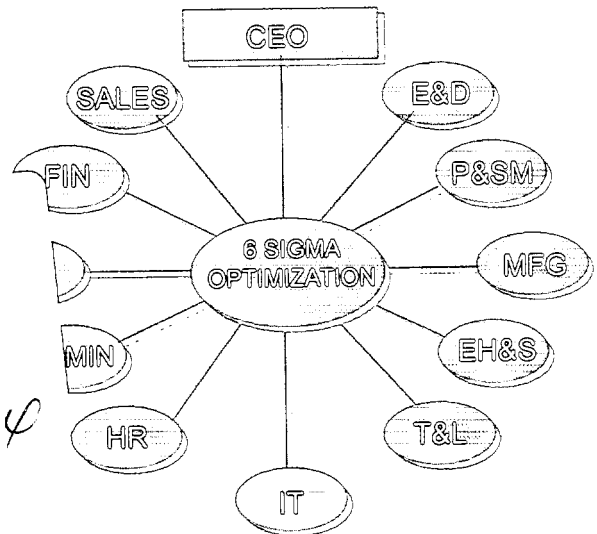 CEO
SALES
E&D
FIN
P&SM
6 SIGMA
OPTIMIZATION
MFG
MIN
EH&S
HR
T&L
IT